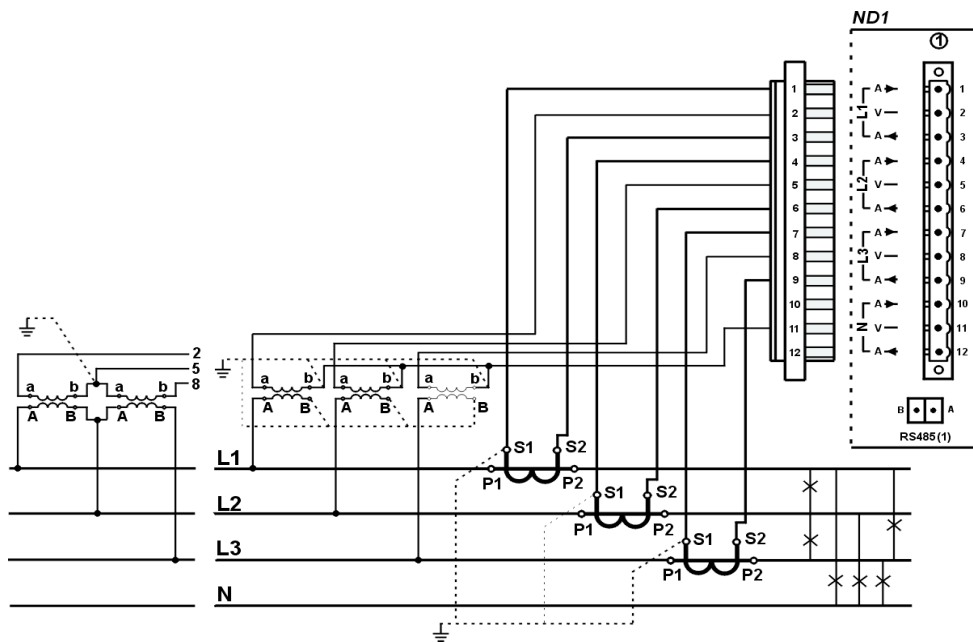 ND1
1
1
2
3
4
5
6
7
8
9
10
11
12
L1
A
V
A
L2
A
V
A
L3
A
V
A
N
A
V
A
1
2
3
4
5
6
7
8
9
10
11
12
B A
RS485(1)
2
5
8
a b a b
A B A B
a b a b a b
A B A B A B
L1
S1 S2
P1 P2
L2
S1 S2
P1 P2
L3
S1 S2
P1 P2
N